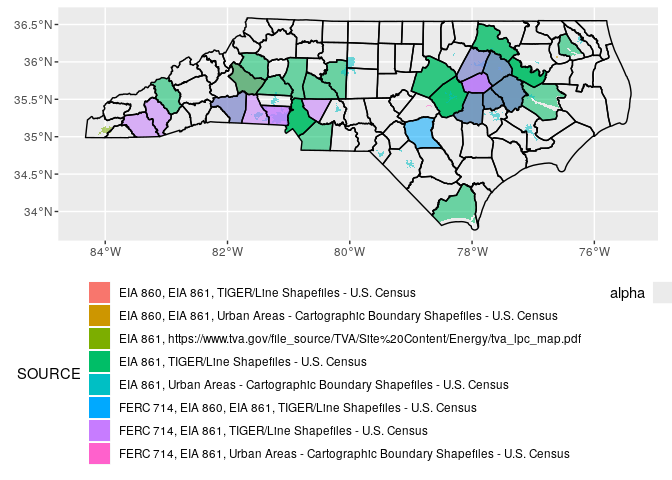 36.5°N
36°N
35.5°N
35°N
34.5°N
34°N
84°W 82°W 80°W 78°W 76°W
SOURCE
EIA 860, EIA 861, TIGER/Line Shapefiles - U.S. Census
EIA 860, EIA 861, Urban Areas - Cartographic Boundary Shapefiles - U.S. Census
EIA 861, https://www.tva.gov/file_source/TVA/Site%20Content/Energy/tva_lpc_map.pdf
EIA 861, TIGER/Line Shapefiles - U.S. Census
EIA 861, Urban Areas - Cartographic Boundary Shapefiles - U.S. Census
FERC 714, EIA 860, EIA 861, TIGER/Line Shapefiles - U.S. Census
FERC 714, EIA 861, TIGER/Line Shapefiles - U.S. Census
FERC 714, EIA 861, Urban Areas - Cartographic Boundary Shapefiles - U.S. Census
alpha